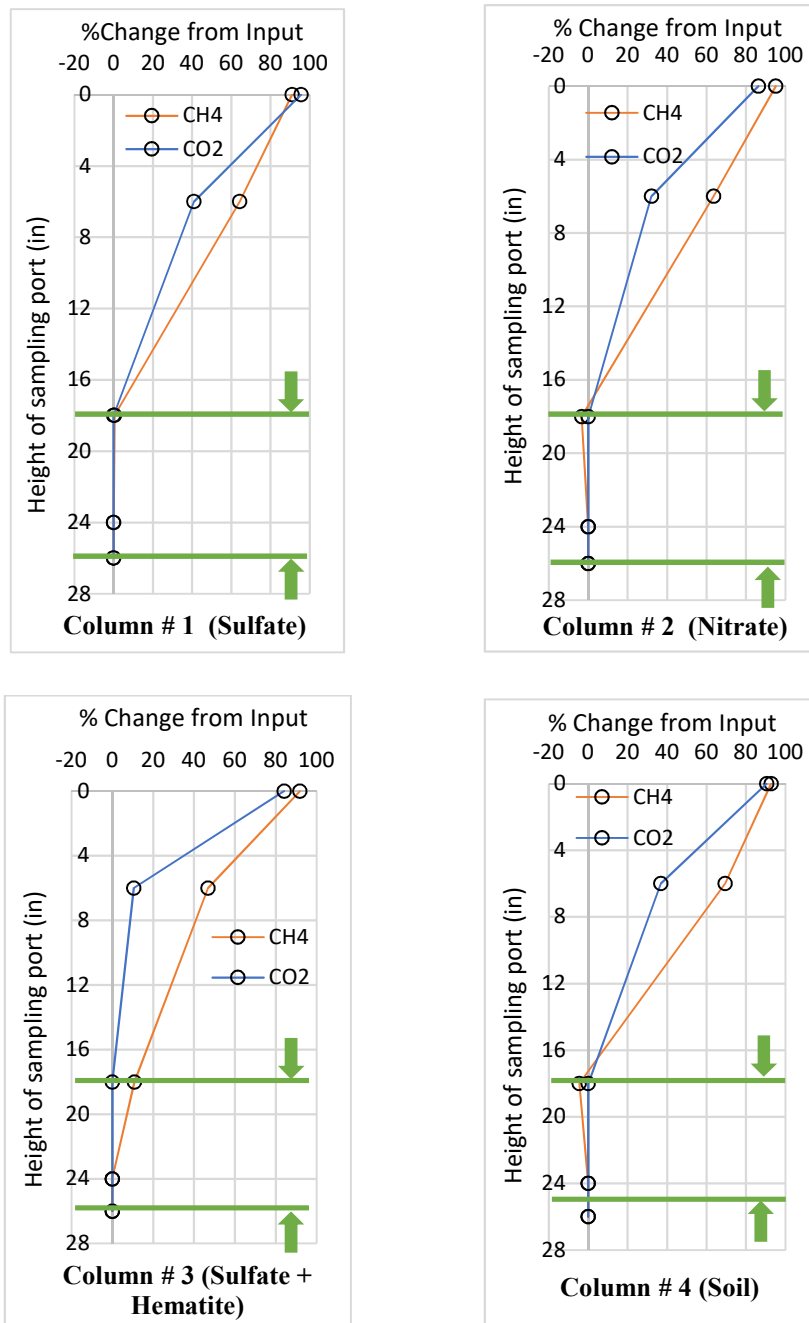 %Change from Input
-20 0 20 40 60 80 100
0
4
8
12
16
20
24
28
CH4
CO2
Height of sampling port (in)
Column # 1 (Sulfate)
% Change from Input
-20 0 20 40 60 80 100
0
4
8
12
16
20
24
28
CH4
CO2
Height of sampling port (in)
Column # 2 (Nitrate)
% Change from Input
-20 0 20 40 60 80 100
0
4
8
12
16
20
24
28
CH4
CO2
Height of sampling port (in)
Column # 3 (Sulfate +
Hematite)
% Change from Input
-20 0 20 40 60 80 100
0
4
8
12
16
20
24
28
CH4
CO2
Height of sampling port (in)
Column # 4 (Soil)